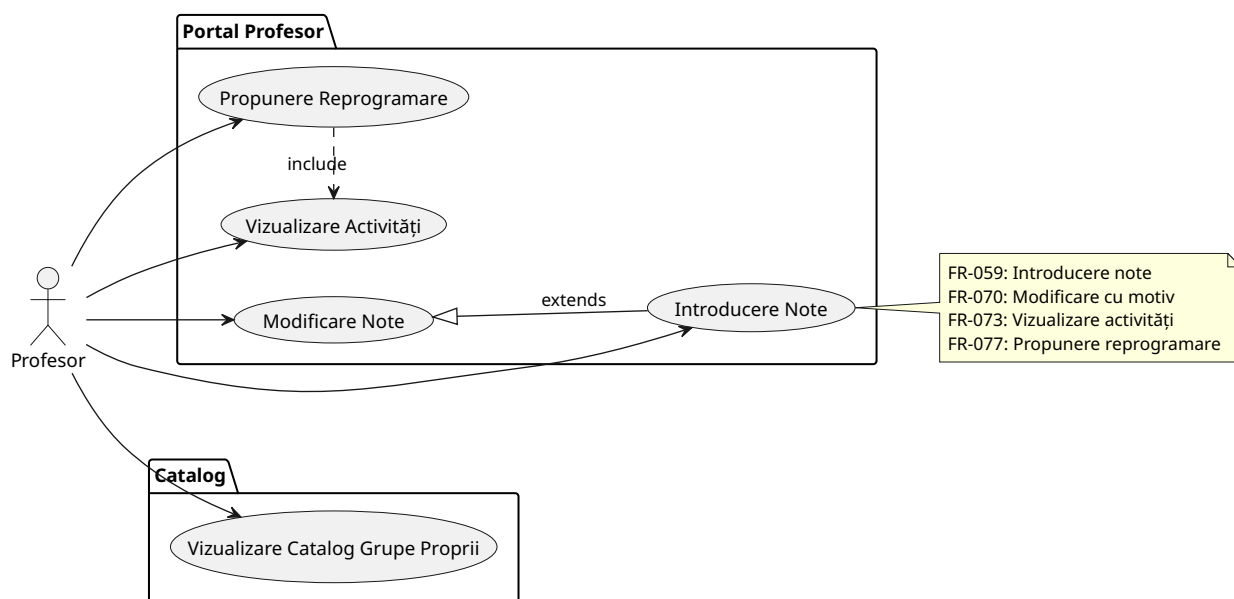 Portal Profesor
Propunere Reprogramare
include
Vizualizare Activități
Modificare Note
extends
Introducere Note
FR-059: Introducere note
FR-070: Modificare cu motiv
FR-073: Vizualizare activități
FR-077: Propunere reprogramare
Profesor
Catalog
Vizualizare Catalog Grupe Proprii